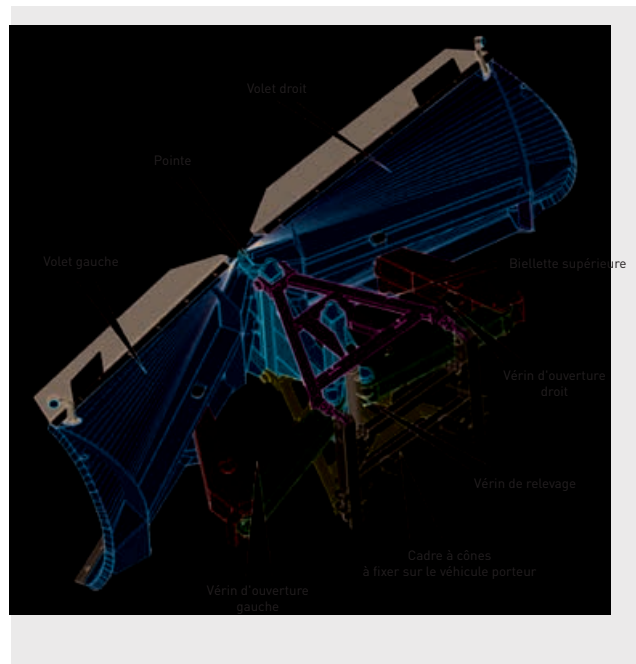 Volet droit
Pointe
Volet gauche
Biellette supérieure
Vérin d'ouverture
droit
Vérin de relevage
Cadre à cônes
à fixer sur le véhicule porteur
Vérin d'ouverture
gauche